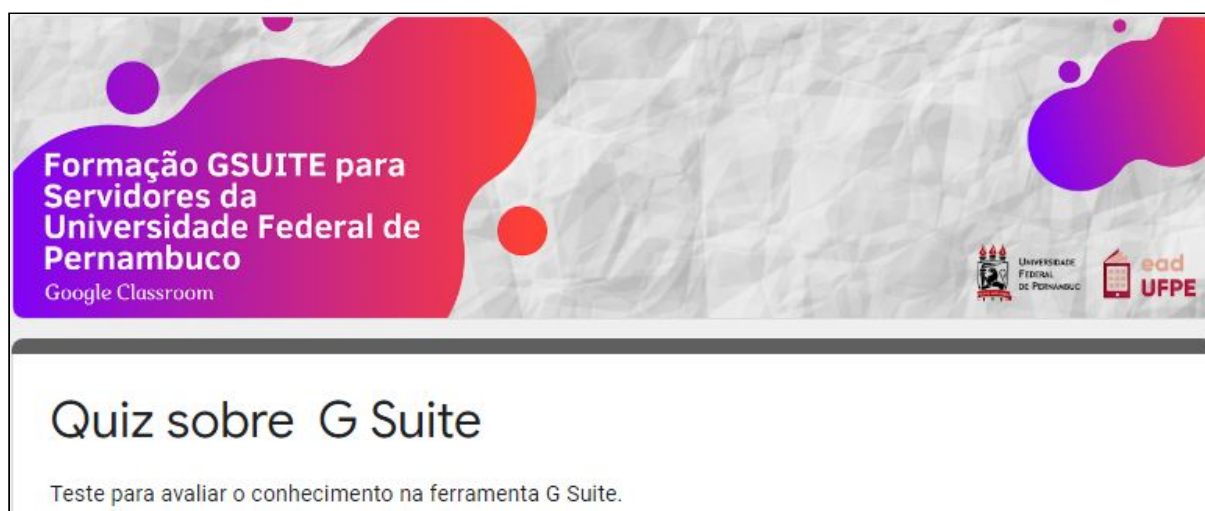 Formação GSUITE para
Servidores da
Universidade Federal de
Pernambuco
Google Classroom
UNIVERSIDADE
FEDERAL
DE PERNAMBUC
ead
UFPE
Quiz sobre G Suite
Teste para avaliar o conhecimento na ferramenta G Suite.